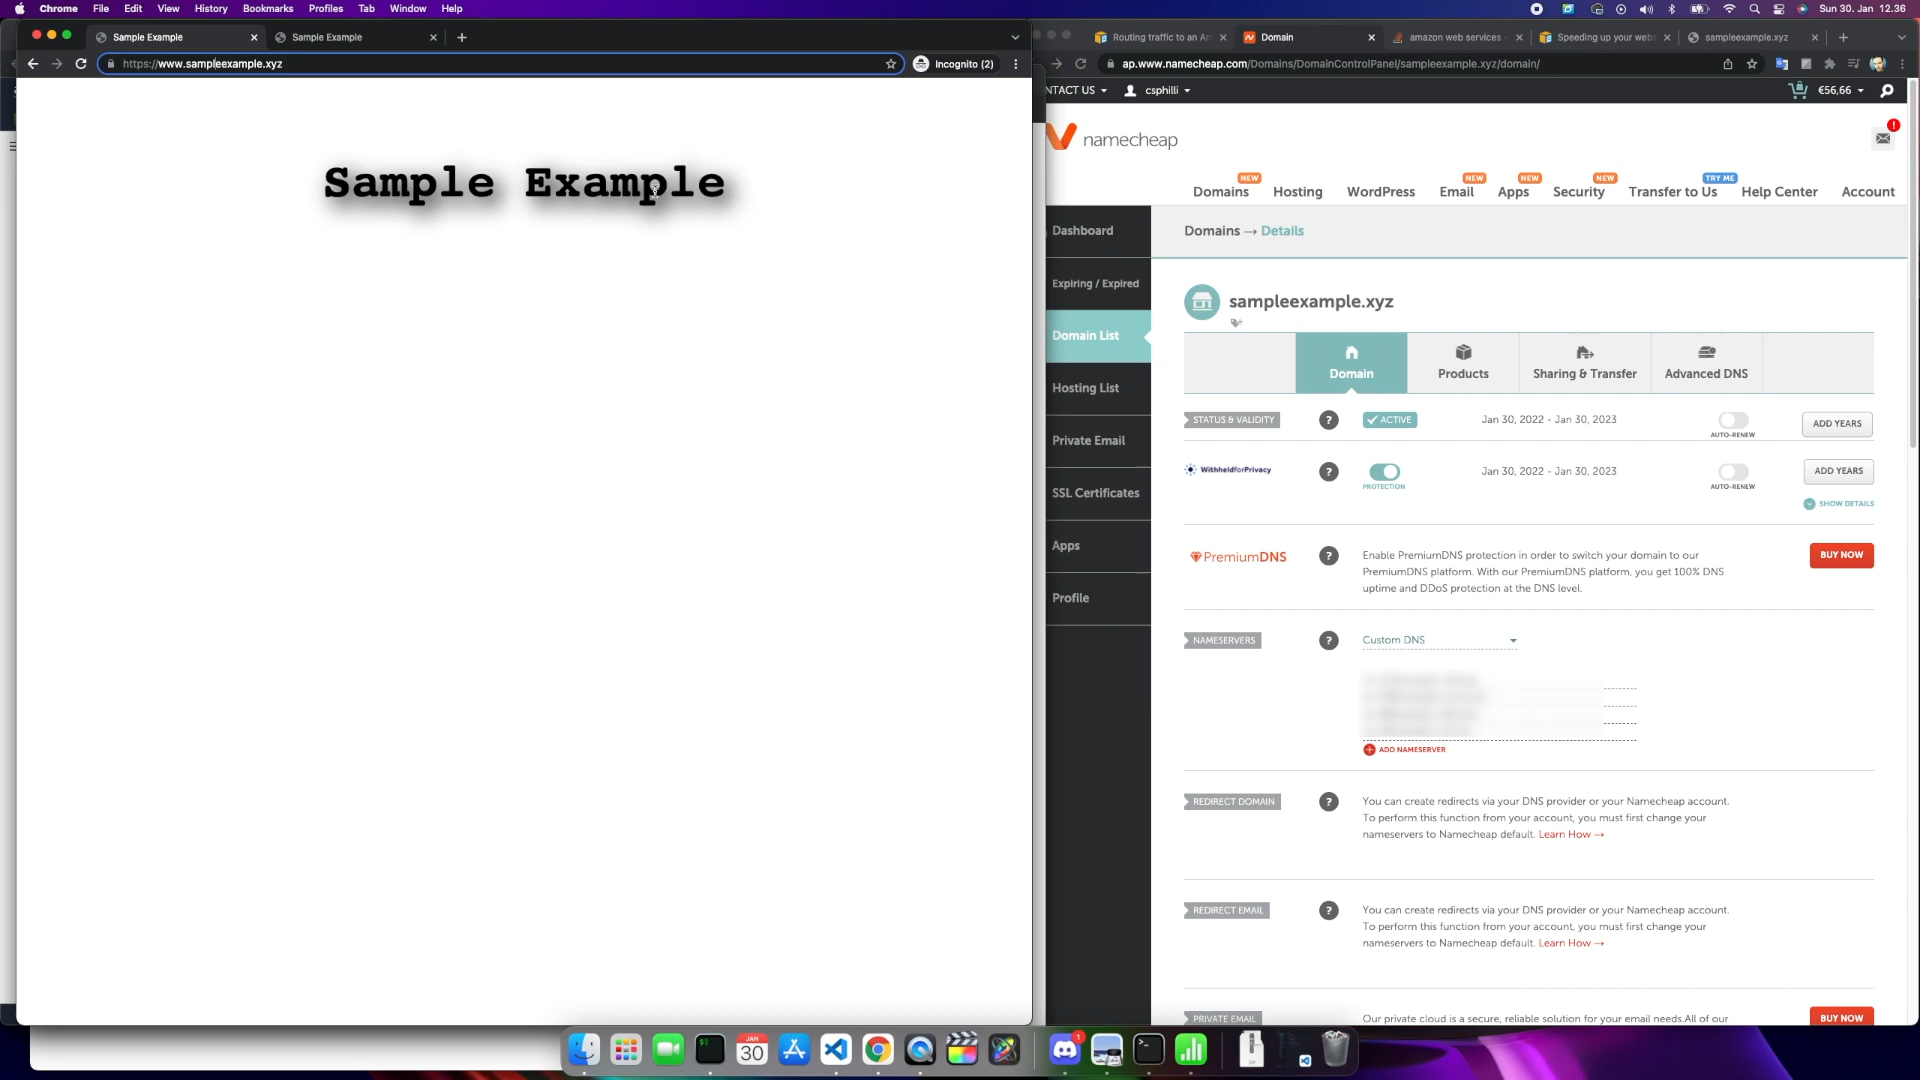 Chrome File Edit View History Bookmarks Profiles Tab Window Help
Sun 30. Jan 12.36
Sample Example
Sample Example
https://www.sampleexample.xyz
Incognito (2)
Sample Example
Routing traffic to an Am
Domain
amazon web services -
Speeding up your webs
sampleexample.xyz
ap.www.namecheap.com/Domains/DomainControlPanel/sampleexample.xyz/domain/
NTACT US
csphilli
€56,66
namecheap
!
NEW NEW NEW NEW TRY ME
Domains Hosting WordPress Email Apps Security Transfer to Us Help Center Account
Dashboard
Expiring / Expired
Domain List
Hosting List
Private Email
SSL Certificates
Apps
Profile
Domains → Details
sampleexample.xyz
Domain
Products
Sharing & Transfer
Advanced DNS
STATUS & VALIDITY
?
ACTIVE
Jan 30, 2022 - Jan 30, 2023
AUTO-RENEW
ADD YEARS
WithheldforPrivacy
?
PROTECTION
Jan 30, 2022 - Jan 30, 2023
AUTO-RENEW
ADD YEARS
SHOW DETAILS
PremiumDNS
?
Enable PremiumDNS protection in order to switch your domain to our
PremiumDNS platform. With our PremiumDNS platform, you get 100% DNS
uptime and DDoS protection at the DNS level.
BUY NOW
NAMESERVERS
?
Custom DNS
ADD NAMESERVER
REDIRECT DOMAIN
?
You can create redirects via your DNS provider or your Namecheap account.
To perform this function from your account, you must first change your
nameservers to Namecheap default. Learn How →
REDIRECT EMAIL
?
You can create redirects via your DNS provider or your Namecheap account.
To perform this function from your account, you must first change your
nameservers to Namecheap default. Learn How →
PRIVATE EMAIL
Our private cloud is a secure, reliable solution for your email needs.All of our
BUY NOW
JAN
30
1
ZIP